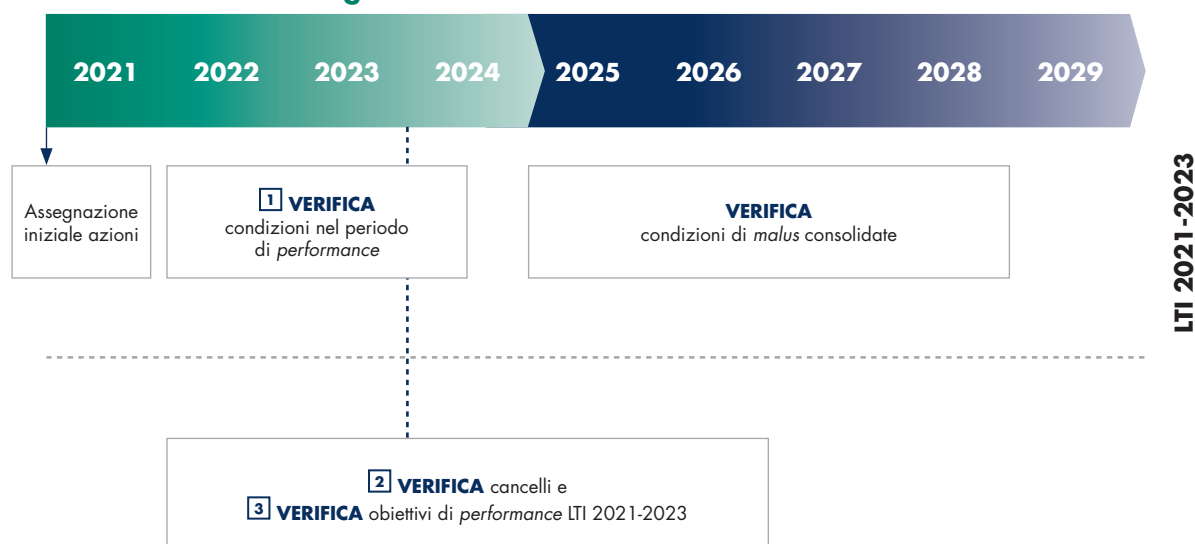 2021 2022 2023 2024 2025 2026 2027 2028 2029
Assegnazione
iniziale azioni
1 VERIFICA
condizioni nel periodo
di performance
VERIFICA
condizioni di malus consolidate
LTI 2021-2023
2 VERIFICA cancelli e
3 VERIFICA obiettivi di performance LTI 2021-2023